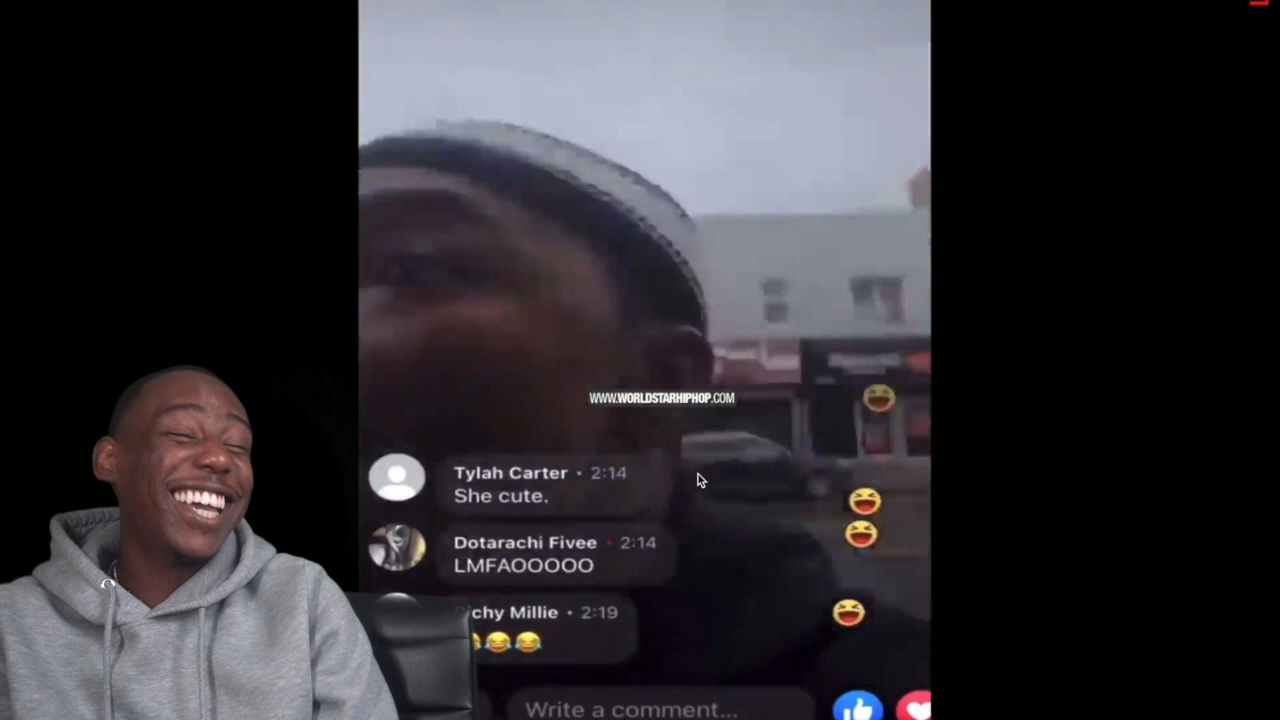 WWW.WORLDSTARHIPHOP.COM
Tylah Carter • 2:14
She cute.
Dotarachi Fivee • 2:14
LMFAOOOOO
ichy Millie • 2:19
😂😂😂
Write a comment...